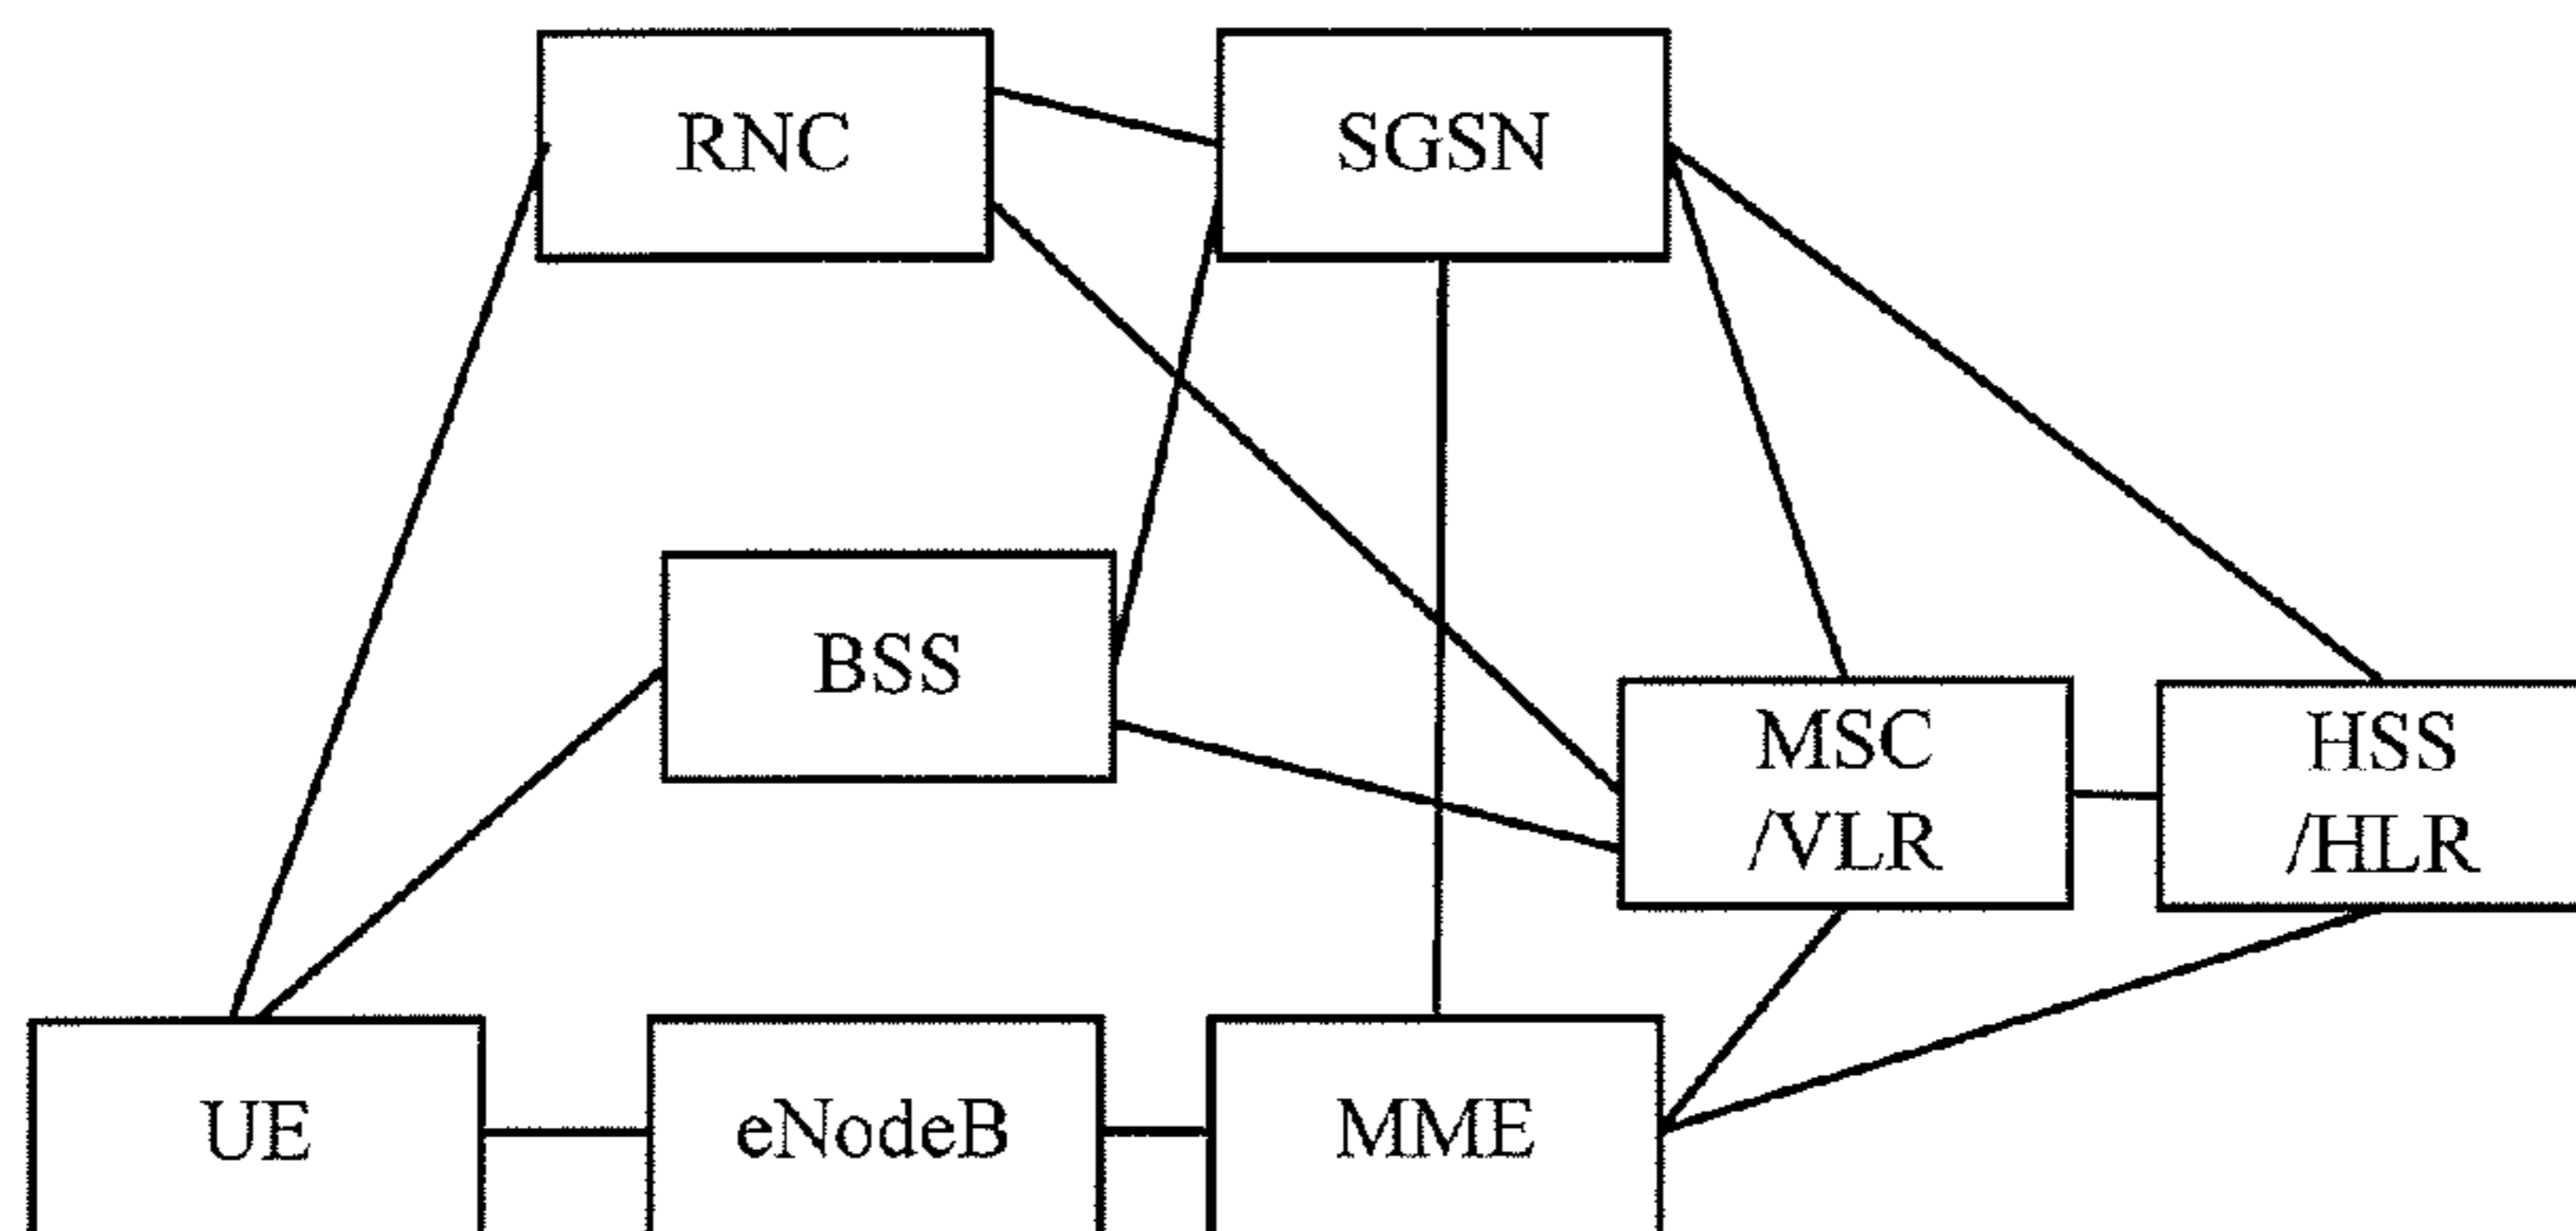 RNC
SGSN
BSS
MSC
/VLR
HSS
/HLR
UE
eNodeB
MME